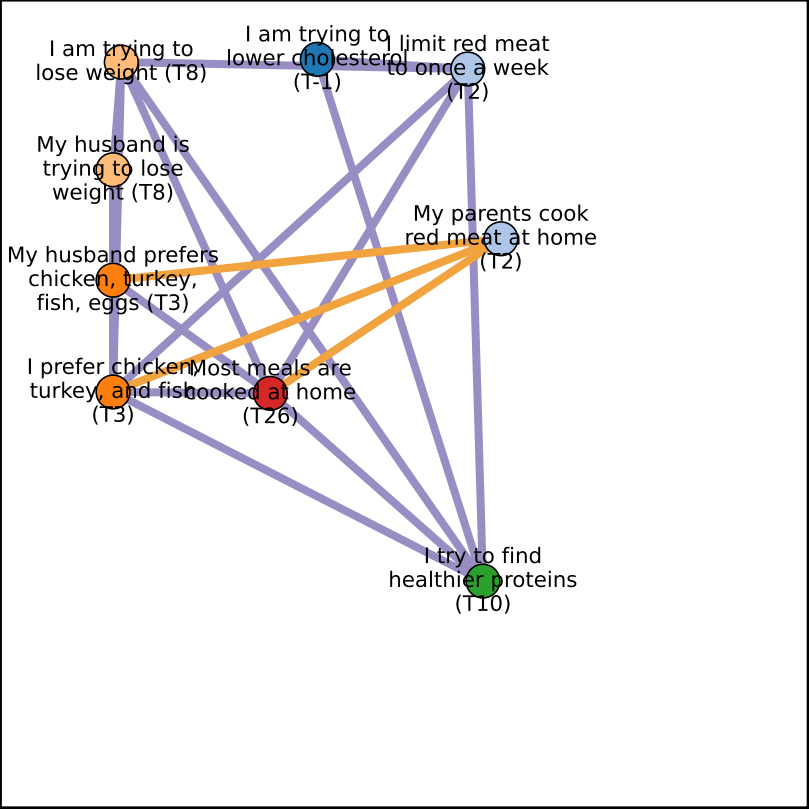 I am trying to
lose weight (T8)
I am trying to
lower cholesterol
(T-1)
I limit red meat
to once a week
(T2)
My husband is
trying to lose
weight (T8)
My parents cook
red meat at home
(T2)
My husband prefers
chicken, turkey,
fish, eggs (T3)
I prefer chicken,
turkey, and fish
(T3)
Most meals are
cooked at home
(T26)
I try to find
healthier proteins
(T10)